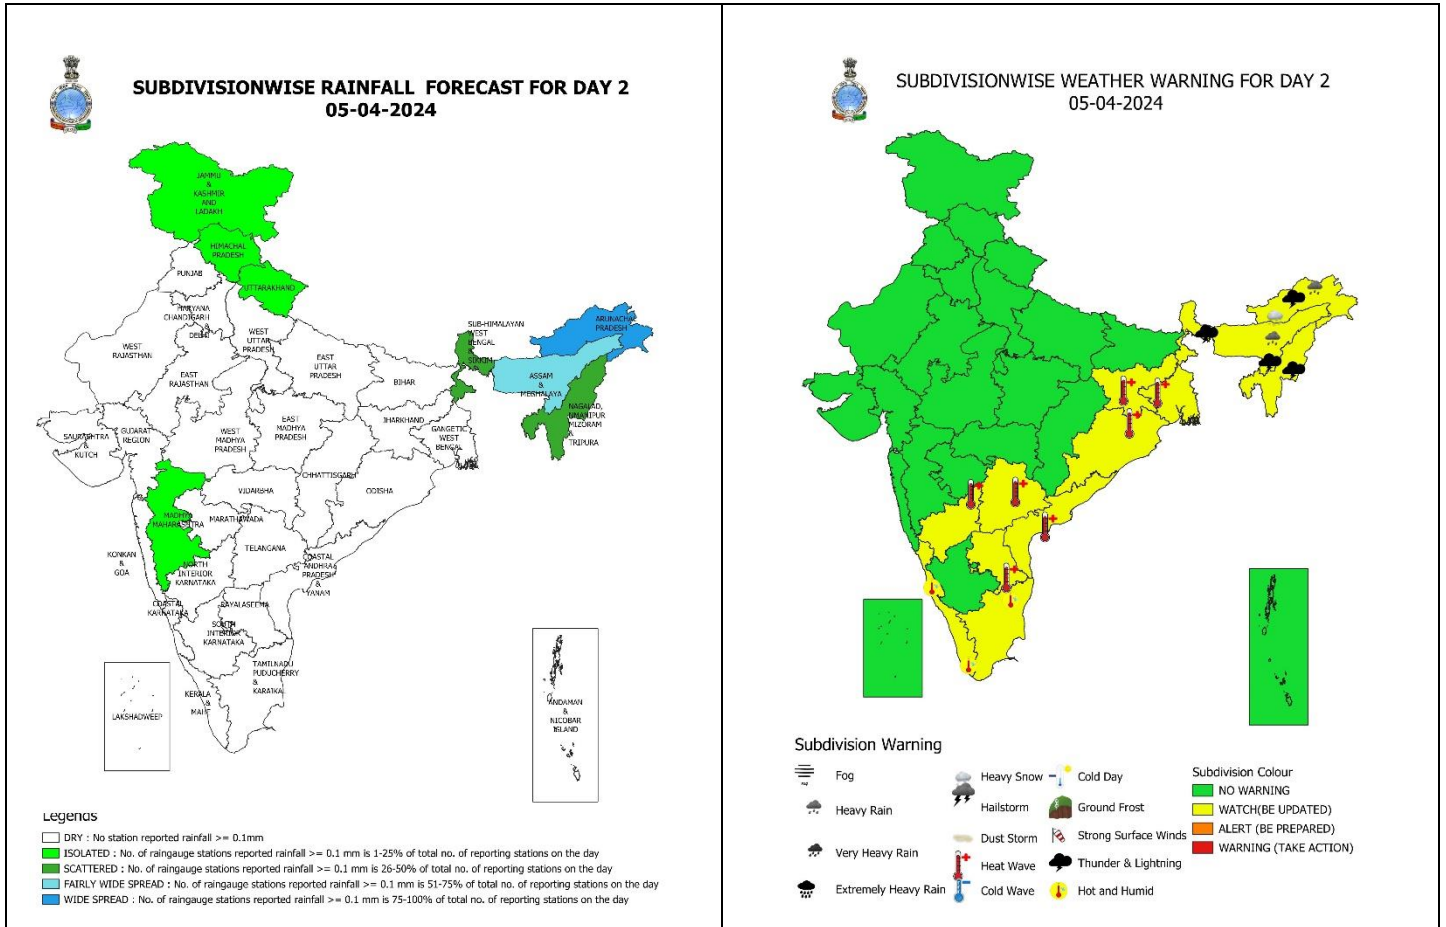 SUBDIVISIONWISE RAINFALL FORECAST FOR DAY 2
05-04-2024
JAMMU
&
KASHMIR
AND
LADAKH
HIMACHAL
PRADESH
PUNJAB
UTTARAKHAND
HARYANA
CHANDIGARH
&
DELHI
WEST
RAJASTHAN
WEST
UTTAR
PRADESH
EAST
UTTAR
PRADESH
EAST
RAJASTHAN
BIHAR
SUB-HIMALAYAN
WEST
BENGAL
&
SIKKIM
ARUNACHAL
PRADESH
ASSAM
&
MEGHALAYA
NAGALAD,
MANIPUR
MIZORAM
&
TRIPURA
SAURASHTRA
&
KUTCH
GUJARAT
REGION
WEST
MADHYA
PRADESH
EAST
MADHYA
PRADESH
JHARKHAND
GANGETIC
WEST
BENGAL
CHHATTISGARH
ODISHA
VIDARBHA
MADHYA
MAHARASHTRA
MARATHAWADA
TELANGANA
KONKAN
&
GOA
NORTH
INTERIOR
KARNATAKA
COASTAL
ANDHRA
PRADESH
&
YANAM
COASTAL
KARNATAKA
RAYALASEEMA
SOUTH
INTERIOR
KARNATAKA
TAMILNADU
PUDUCHERRY
&
KARAIKAL
KERALA
&
MAHE
LAKSHADWEEP
ANDAMAN
&
NICOBAR
ISLAND
Legends
DRY : No station reported rainfall >= 0.1mm
ISOLATED : No. of raingauge stations reported rainfall >= 0.1 mm is 1-25% of total no. of reporting stations on the day
SCATTERED : No. of raingauge stations reported rainfall >= 0.1 mm is 26-50% of total no. of reporting stations on the day
FAIRLY WIDE SPREAD : No. of raingauge stations reported rainfall >= 0.1 mm is 51-75% of total no. of reporting stations on the day
WIDE SPREAD : No. of raingauge stations reported rainfall >= 0.1 mm is 75-100% of total no. of reporting stations on the day
SUBDIVISIONWISE WEATHER WARNING FOR DAY 2
05-04-2024
Subdivision Warning
Fog
Heavy Rain
Very Heavy Rain
Extremely Heavy Rain
Heavy Snow
Hailstorm
Dust Storm
Heat Wave
Cold Wave
Cold Day
Ground Frost
Strong Surface Winds
Thunder & Lightning
Hot and Humid
Subdivision Colour
NO WARNING
WATCH(BE UPDATED)
ALERT (BE PREPARED)
WARNING (TAKE ACTION)